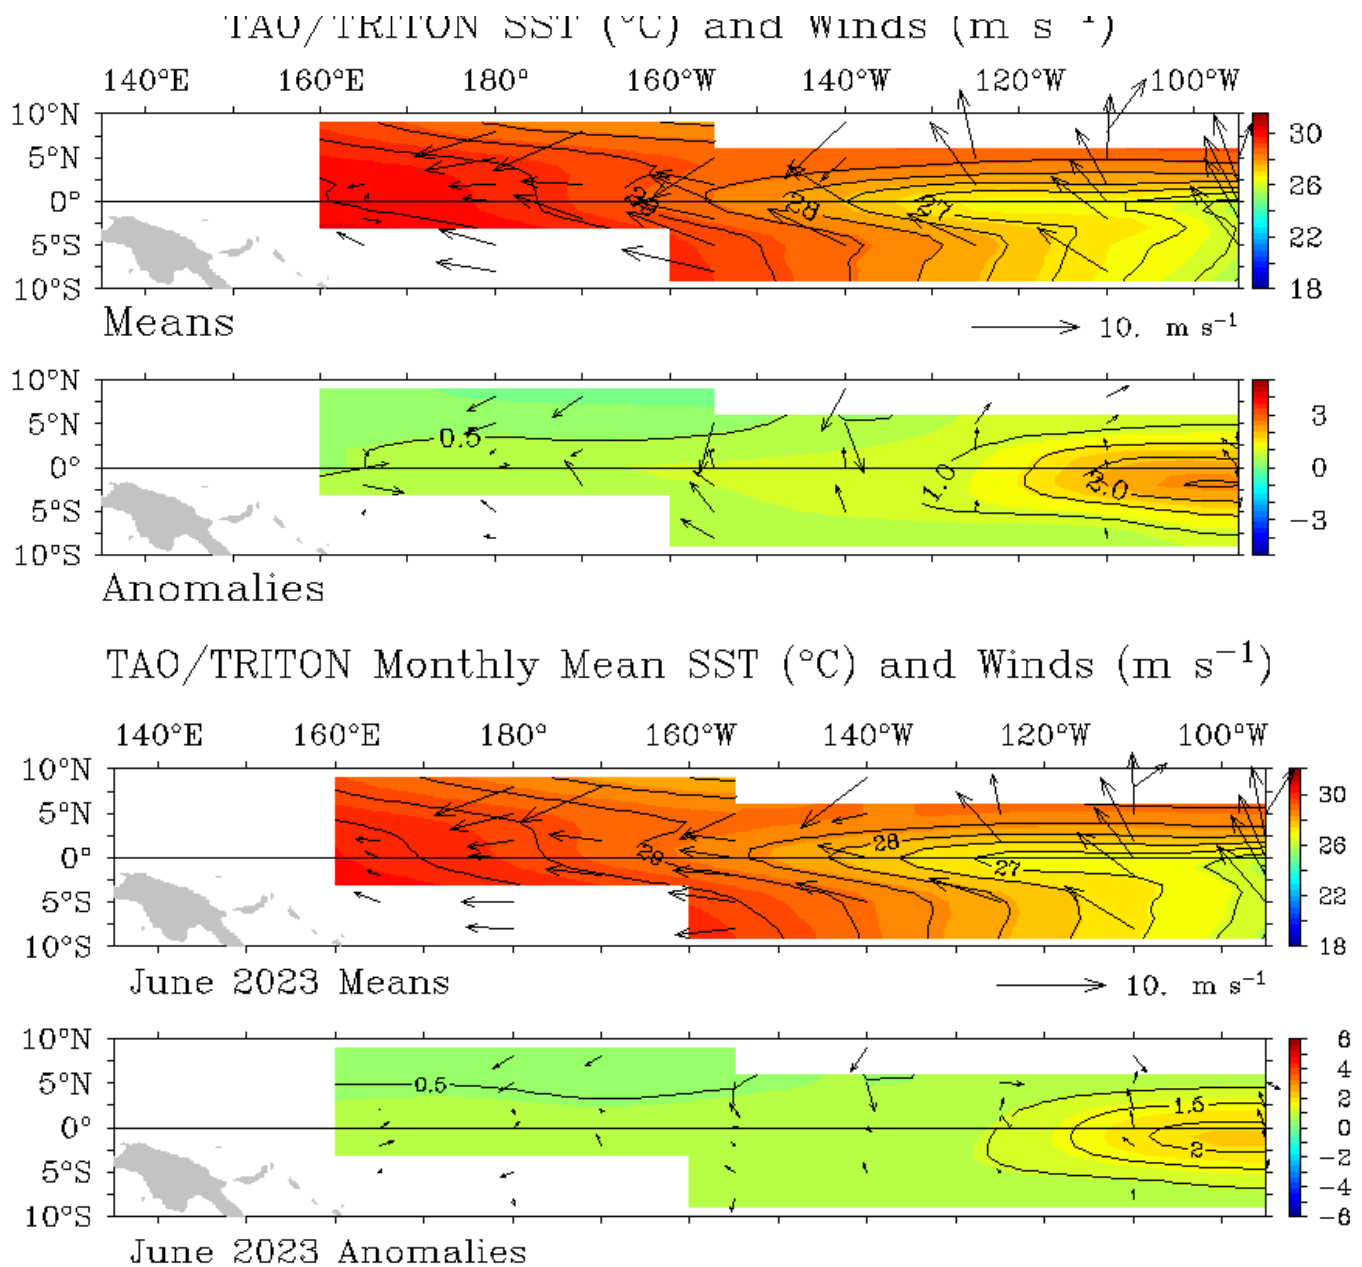 TAO/TRITON SST (°C) and Winds (m s⁻¹)
140°E 160°E 180° 160°W 140°W 120°W 100°W
10°N
5°N
0°
5°S
10°S
28
27
30
26
22
18
Means
10. m s⁻¹
10°N
5°N
0°
5°S
10°S
0.5
1.0
2.0
3
0
−3
Anomalies
TAO/TRITON Monthly Mean SST (°C) and Winds (m s⁻¹)
140°E 160°E 180° 160°W 140°W 120°W 100°W
10°N
5°N
0°
5°S
10°S
29
28
27
30
26
22
18
June 2023 Means
10. m s⁻¹
10°N
5°N
0°
5°S
10°S
0.5
1.5
2
6
4
2
0
−2
−4
−6
June 2023 Anomalies